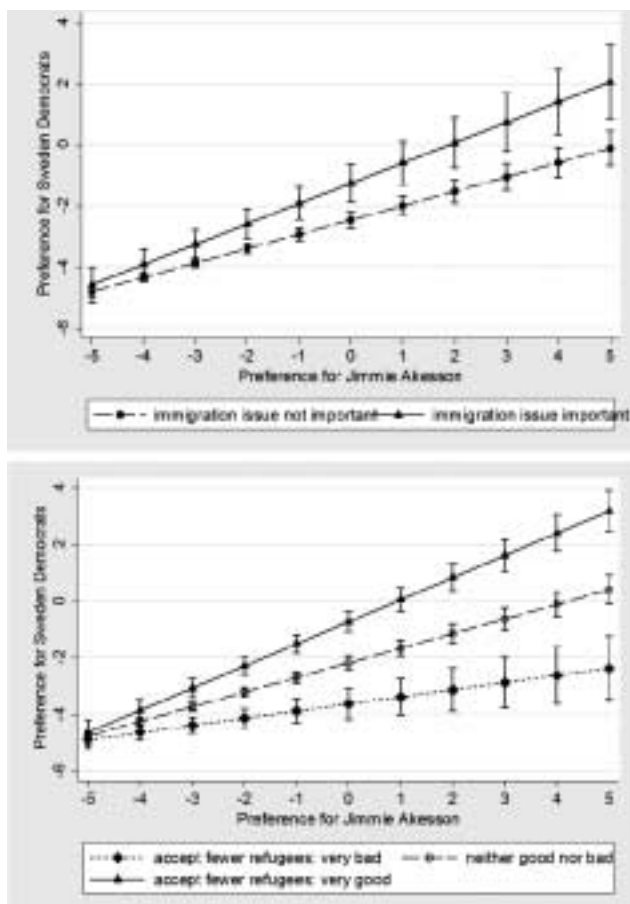 4
2
0
-2
-4
-6
Preference for Sweden Democrats
-5 -4 -3 -2 -1 0 1 2 3 4 5
Preference for Jimmie Akesson
immigration issue not important immigration issue important
4
2
0
-2
-4
-6
Preference for Sweden Democrats
-5 -4 -3 -2 -1 0 1 2 3 4 5
Preference for Jimmie Akesson
accept fewer refugees: very bad neither good nor bad
accept fewer refugees: very good